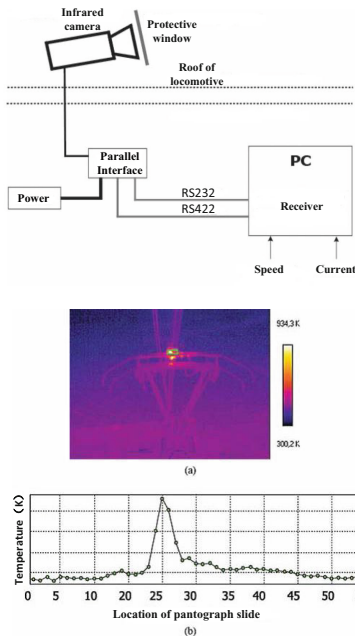 Infrared
camera
Protective
window
Roof of
locomotive
Parallel
Interface
Power
RS232
RS422
PC
Receiver
Speed
Current
934,3 K
300,2 K
(a)
Temperature (K)
0 5 10 15 20 25 30 35 40 45 50 5
(b)
Location of pantograph slide